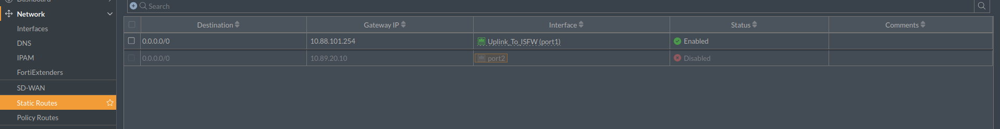 Dashboard
Network
Interfaces
DNS
IPAM
FortiExtenders
SD-WAN
Static Routes
Policy Routes
Search
Destination Gateway IP Interface Status Comments
0.0.0.0/0 10.88.101.254 Uplink_To_ISFW (port1) Enabled
0.0.0.0/0 10.89.20.10 port2 Disabled